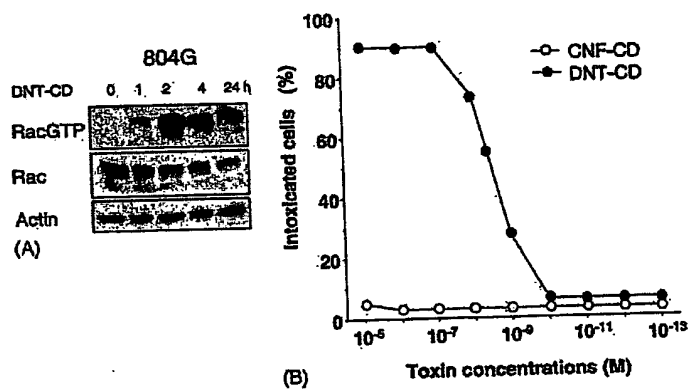 804G
DNT-CD 0 1 2 4 24 h
RacGTP
Rac
Actin
(A)
100
80
60
40
20
0
Intoxicated cells (%)
CNF-CD
DNT-CD
10-5 10-7 10-9 10-11 10-13
Toxin concentrations (M)
(B)